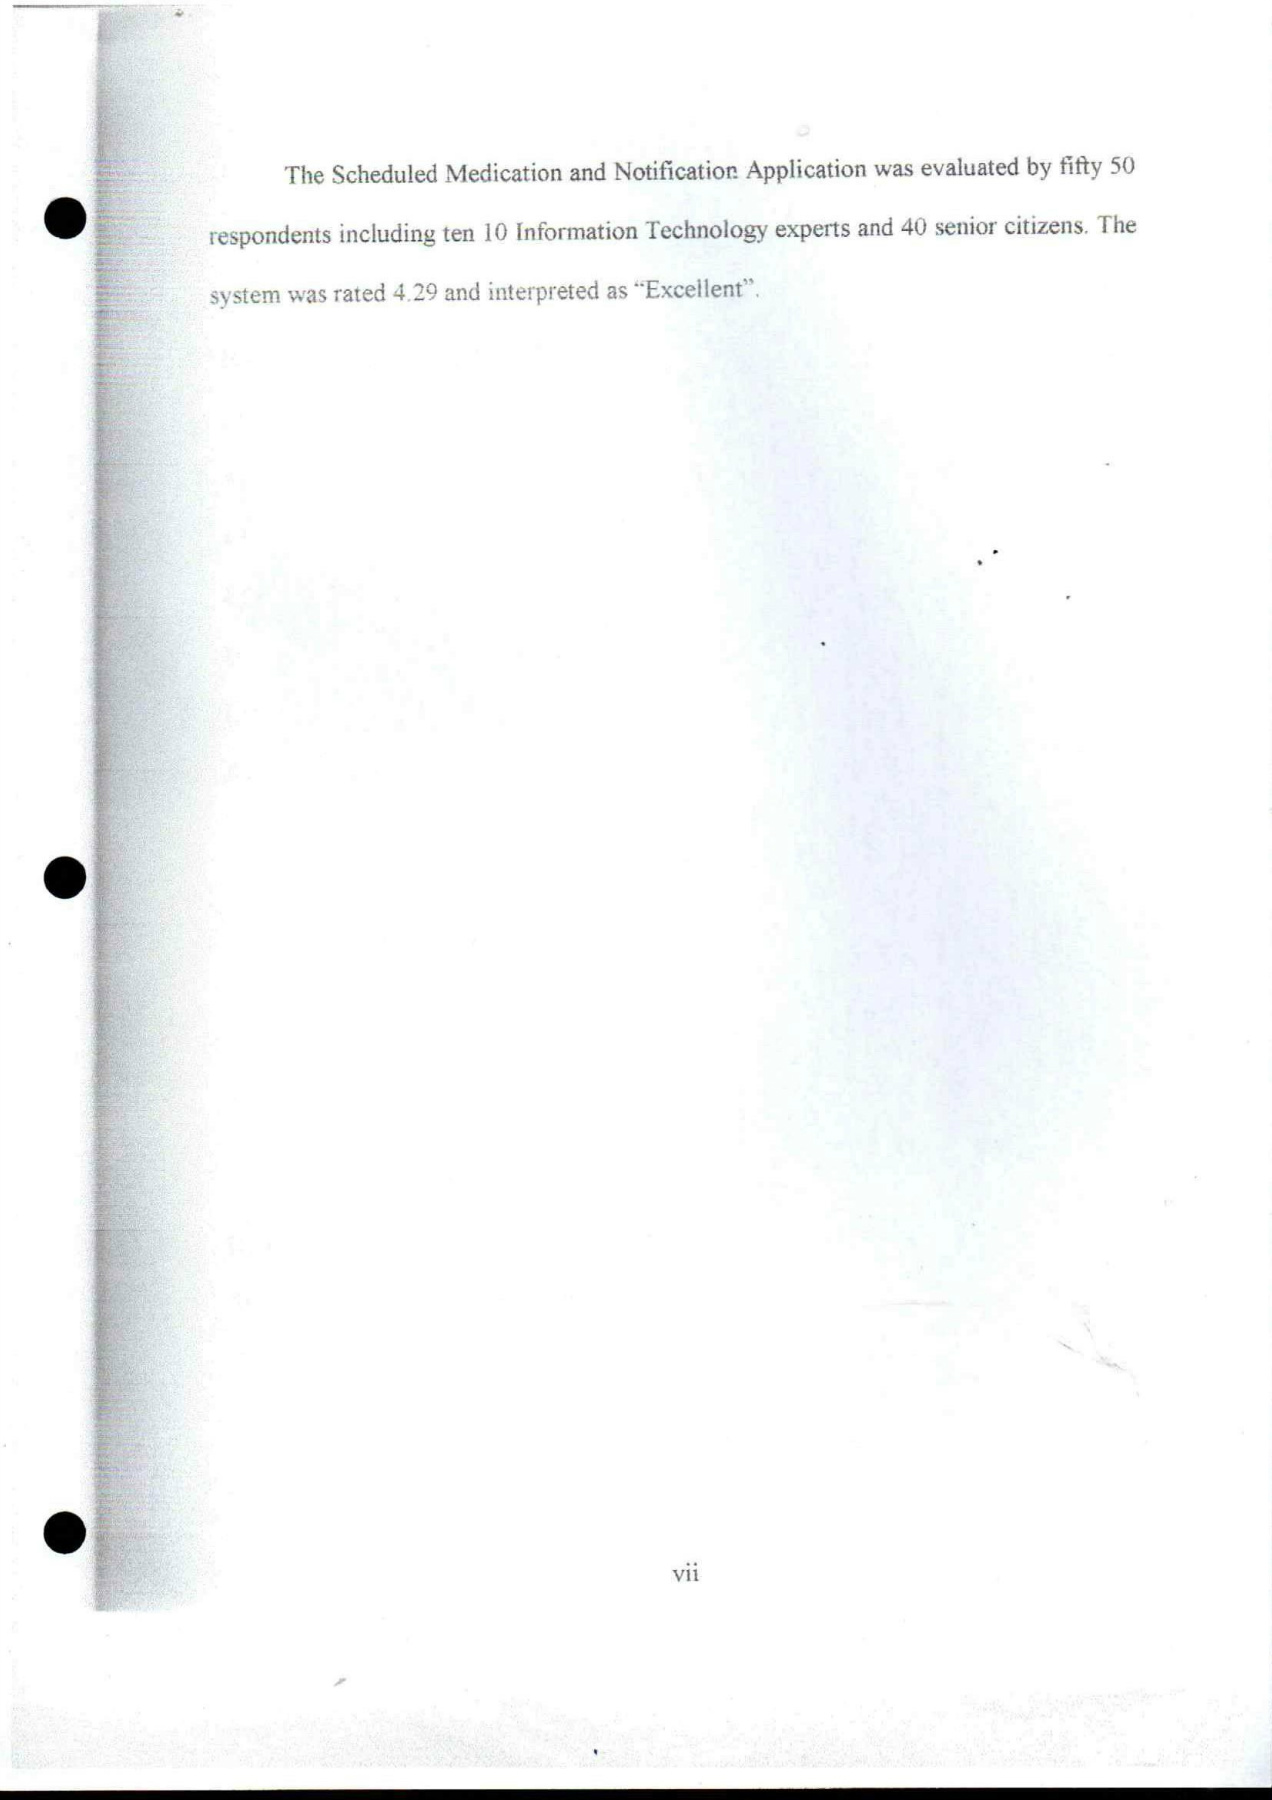 The Scheduled Medication and Notification Application was evaluated by fifty 50
respondents including ten 10 Information Technology experts and 40 senior citizens. The
system was rated 4.29 and interpreted as “Excellent”.
vii